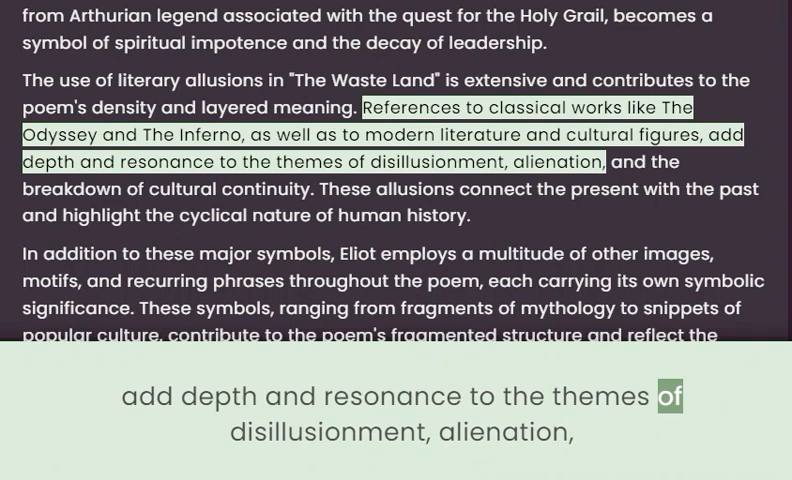 from Arthurian legend associated with the quest for the Holy Grail, becomes a
symbol of spiritual impotence and the decay of leadership.
The use of literary allusions in "The Waste Land" is extensive and contributes to the
poem's density and layered meaning. References to classical works like The
Odyssey and The Inferno, as well as to modern literature and cultural figures, add
depth and resonance to the themes of disillusionment, alienation, and the
breakdown of cultural continuity. These allusions connect the present with the past
and highlight the cyclical nature of human history.
In addition to these major symbols, Eliot employs a multitude of other images,
motifs, and recurring phrases throughout the poem, each carrying its own symbolic
significance. These symbols, ranging from fragments of mythology to snippets of
popular culture, contribute to the poem's fragmented structure and reflect the
add depth and resonance to the themes of
disillusionment, alienation,